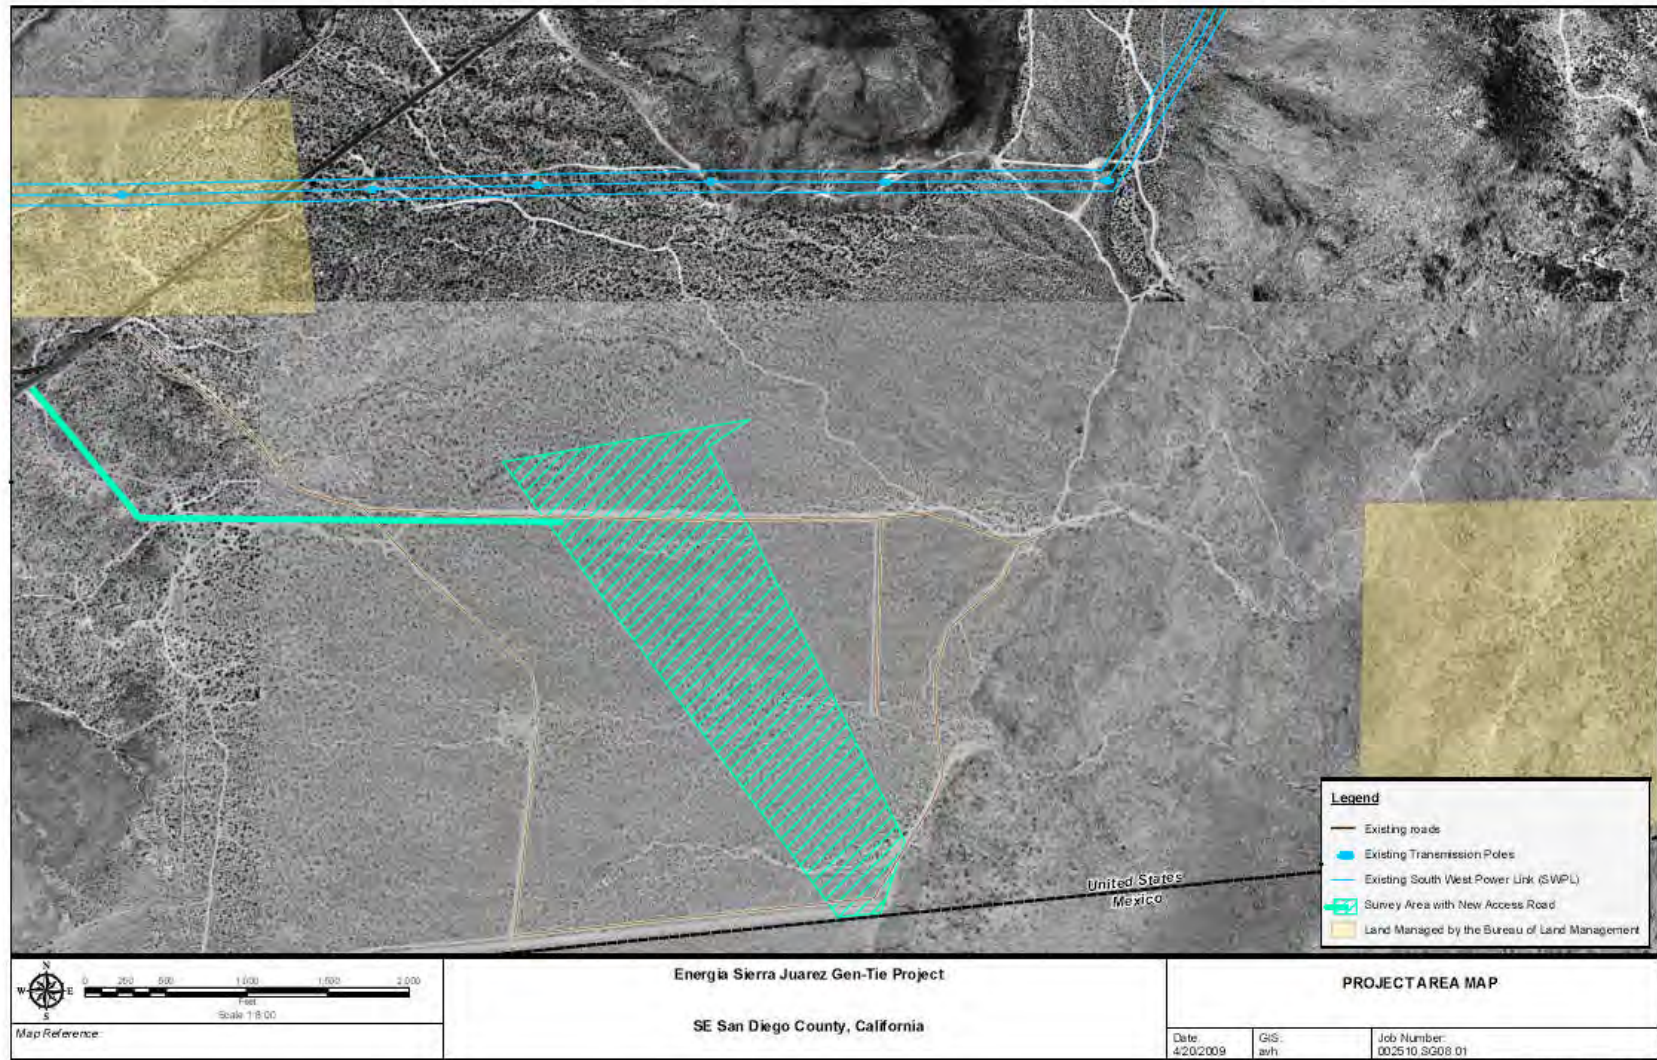 United States
Mexico
Legend
Existing roads
Existing Transmission Poles
Existing South West Power Link (SWPL)
Survey Area with New Access Road
Land Managed by the Bureau of Land Management
N
W E
S
0 250 500 1,000 1,500 2,000
Feet
Map Reference:
Energia Sierra Juarez Gen-Tie Project
SE San Diego County, California
PROJECT AREA MAP
Date: GIS: Job Number:
4/20/2009 avh 002510.SG08.01